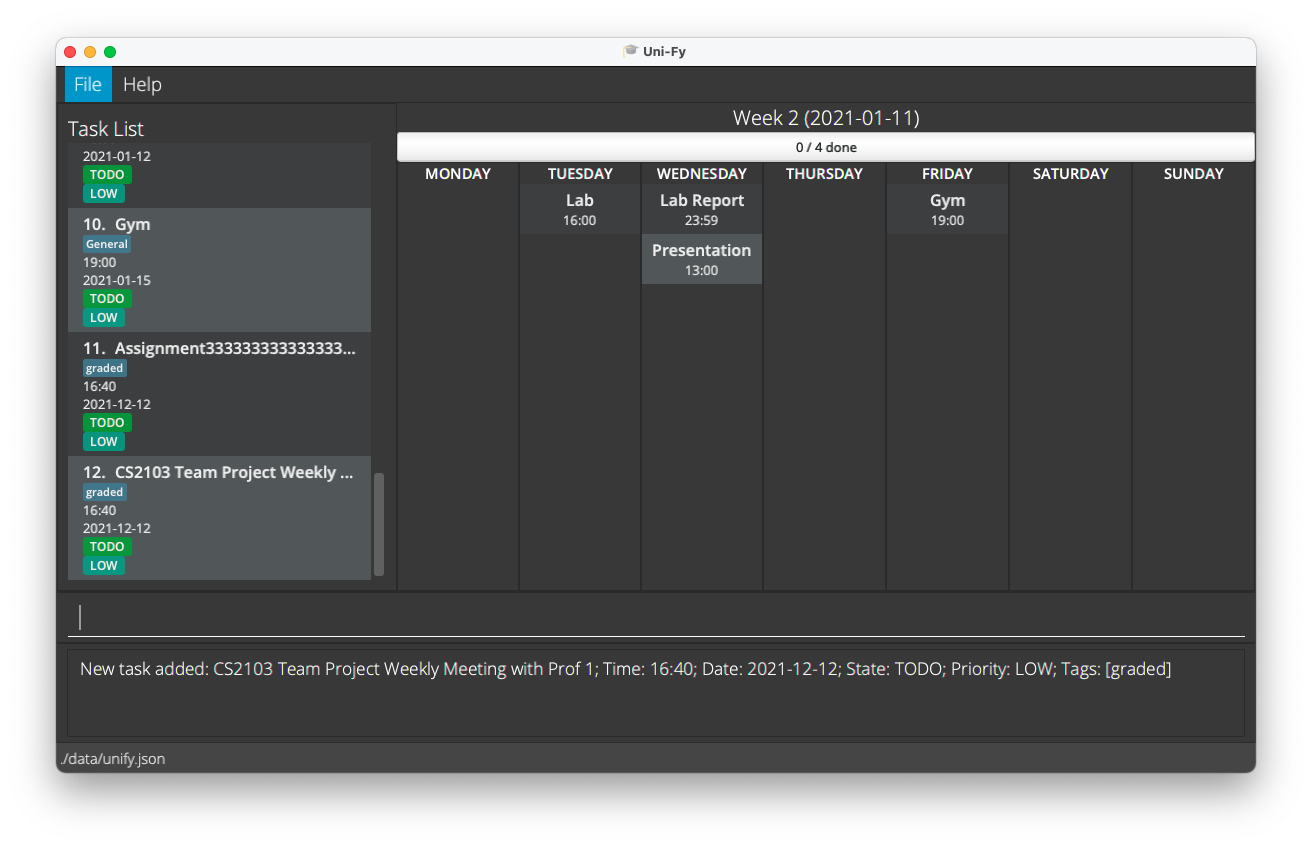 Uni-Fy
File Help
Task List
2021-01-12
TODO
LOW
10. Gym
General
19:00
2021-01-15
TODO
LOW
11. Assignment333333333333333...
graded
16:40
2021-12-12
TODO
LOW
12. CS2103 Team Project Weekly ...
graded
16:40
2021-12-12
TODO
LOW
Week 2 (2021-01-11)
0 / 4 done
MONDAY TUESDAY WEDNESDAY THURSDAY FRIDAY SATURDAY SUNDAY
Lab Lab Report Gym
16:00 23:59 19:00
Presentation
13:00
New task added: CS2103 Team Project Weekly Meeting with Prof 1; Time: 16:40; Date: 2021-12-12; State: TODO; Priority: LOW; Tags: [graded]
./data/unify.json